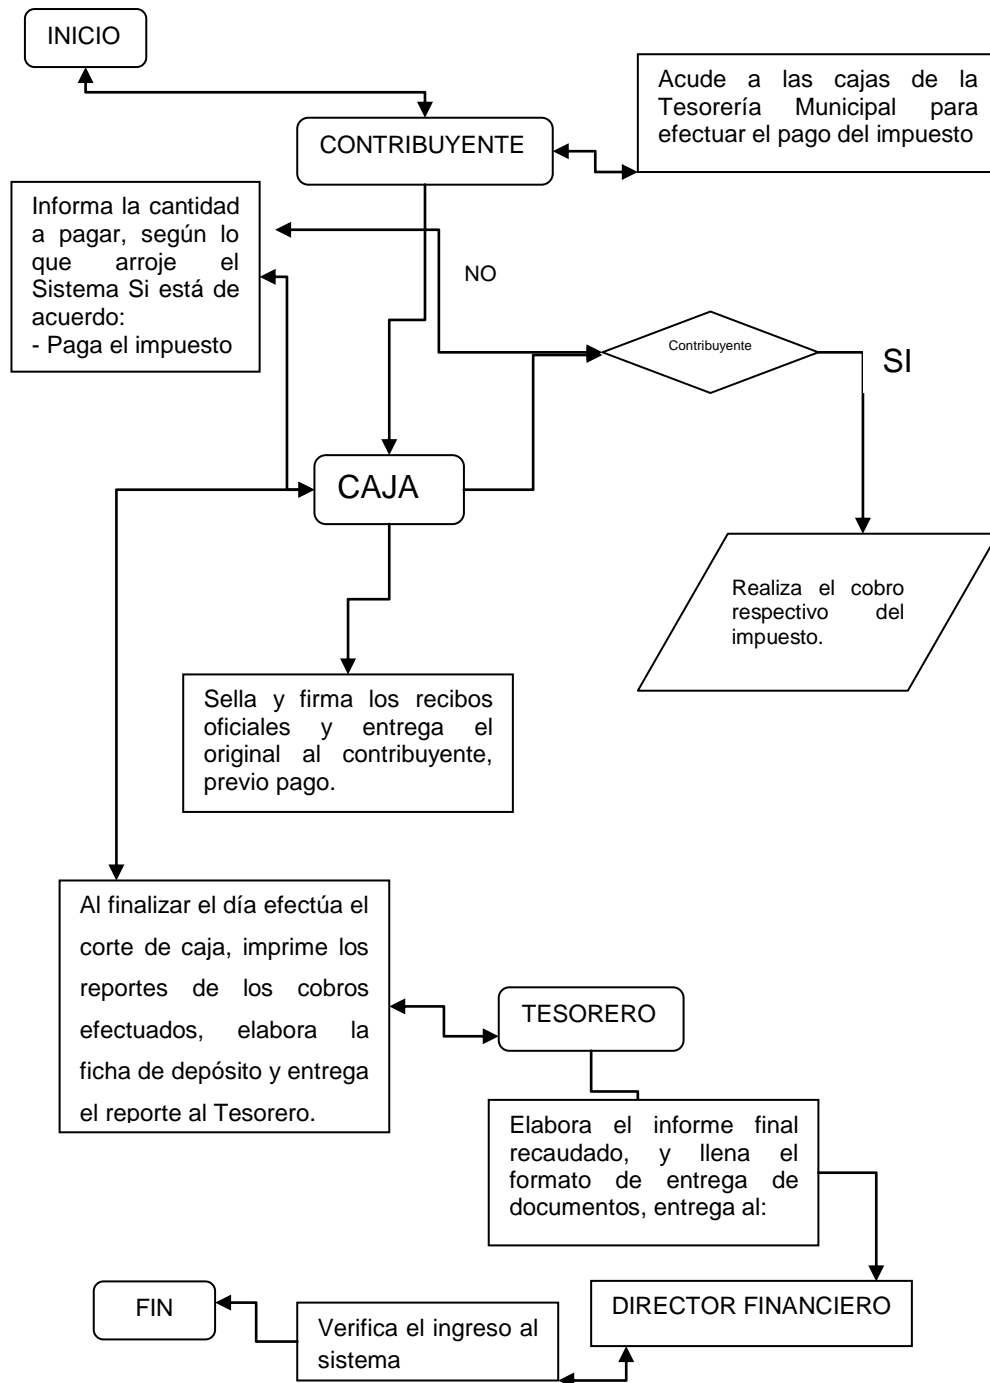 INICIO
Acude a las cajas de la
Tesorería Municipal para
efectuar el pago del impuesto
CONTRIBUYENTE
Informa la cantidad
a pagar, según lo
que arroje el
Sistema Si está de
acuerdo:
- Paga el impuesto
NO
Contribuyente
SI
CAJA
Realiza el cobro
respectivo del
impuesto.
Sella y firma los recibos
oficiales y entrega el
original al contribuyente,
previo pago.
Al finalizar el día efectúa el
corte de caja, imprime los
reportes de los cobros
efectuados, elabora la
ficha de depósito y entrega
el reporte al Tesorero.
TESORERO
Elabora el informe final
recaudado, y llena el
formato de entrega de
documentos, entrega al:
DIRECTOR FINANCIERO
FIN
Verifica el ingreso al
sistema